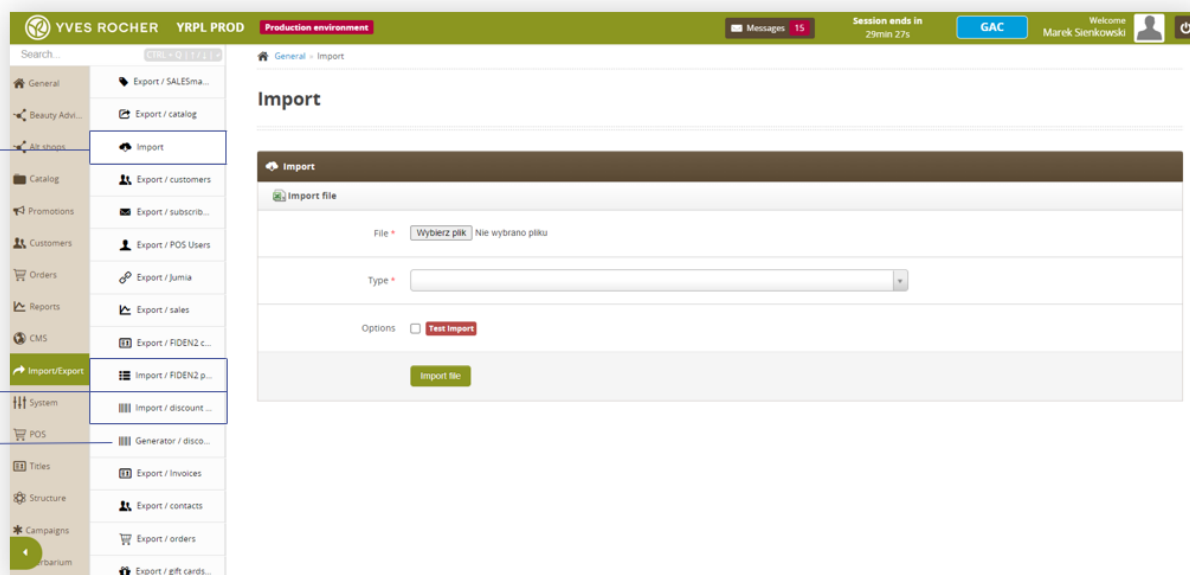 YVES ROCHER YRPL PROD Production environment Messages 15 Session ends in 29min 27s GAC Welcome Marek Sienkowski
Search...
General
Beauty Advi...
Alt shops
Catalog
Promotions
Customers
Orders
Reports
CMS
Import/Export
System
POS
Titles
Structure
Campaigns
Export / SALESma...
Export / catalog
Import
Export / customers
Export / subscrib...
Export / POS Users
Export / Jumia
Export / sales
Export / FIDEN2 c...
Import / FIDEN2 p...
Import / discount ...
Generator / disco...
Export / Invoices
Export / contacts
Export / orders
Export / gift cards...
General » Import
Import
Import
Import file
File * Wybierz plik Nie wybrano pliku
Type *
Options Test Import
Import file